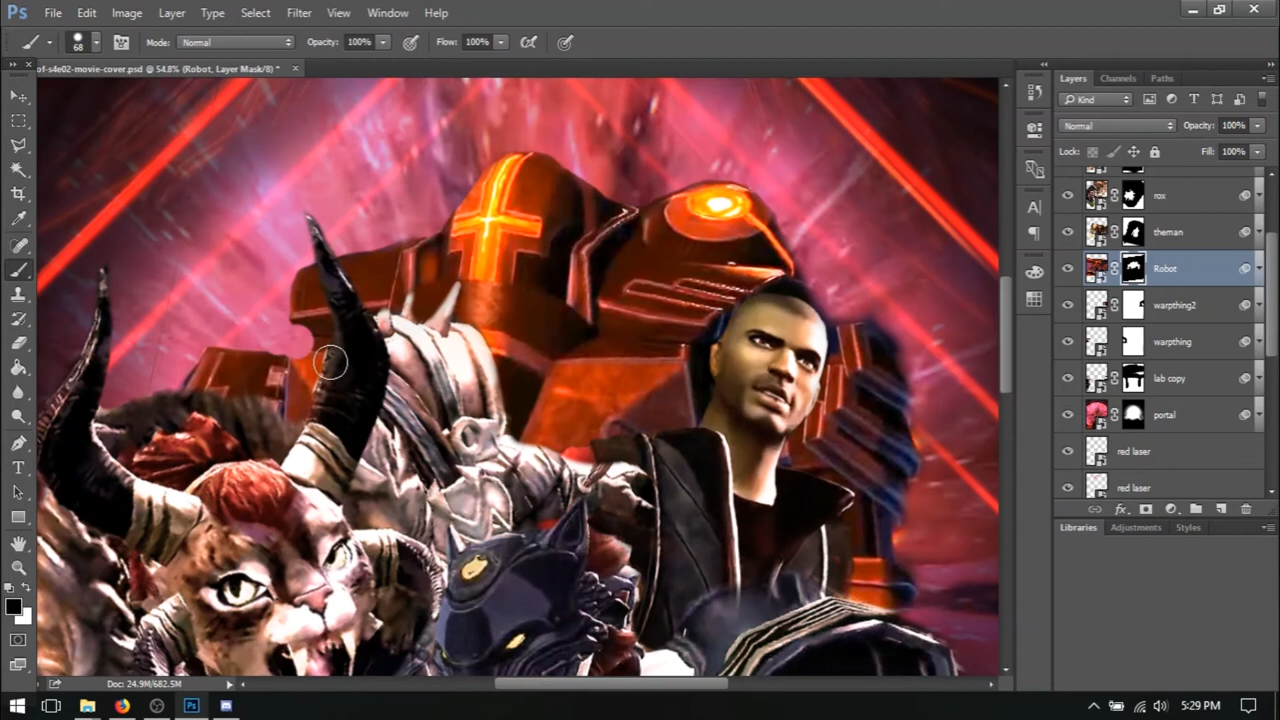 Ps File Edit Image Layer Type Select Filter View Window Help
68 Mode: Normal Opacity: 100% Flow: 100%
of-s4e02-movie-cover.psd @ 54.8% (Robot, Layer Mask/8) *
Layers Channels Paths
Kind
Normal Opacity: 100%
Lock: Fill: 100%
rox
theman
Robot
warpthing2
warpthing
lab copy
portal
red laser
red laser
Libraries Adjustments Styles
Doc: 24.9M/682.5M
5:29 PM